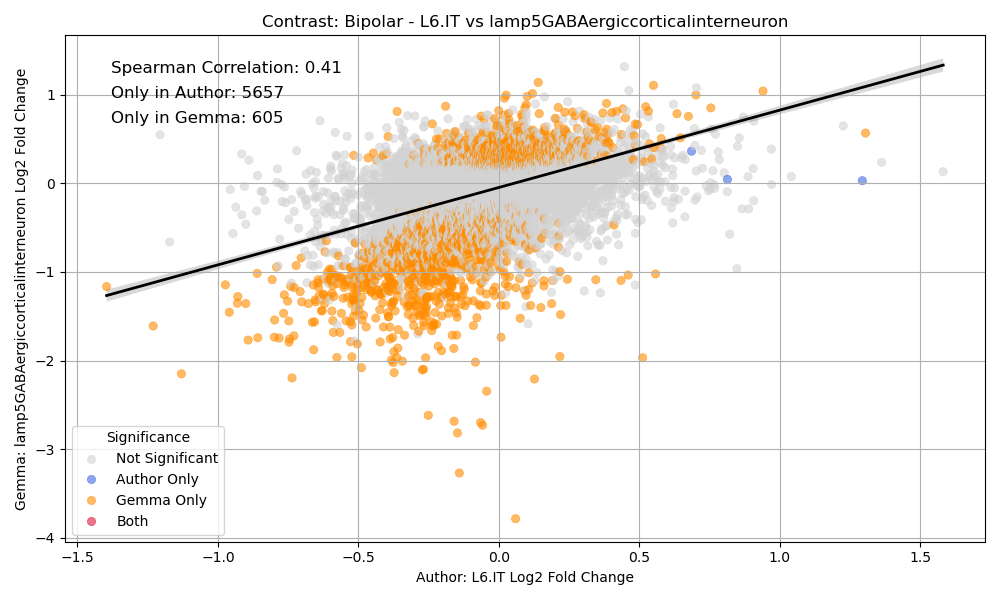 Contrast: Bipolar - L6.IT vs lamp5GABAergiccorticalinterneuron
Spearman Correlation: 0.41
Only in Author: 5657
Only in Gemma: 605
Gemma: lamp5GABAergiccorticalinterneuron Log2 Fold Change
1
0
−1
−2
−3
−4
Significance
Not Significant
Author Only
Gemma Only
Both
−1.5
−1.0
−0.5
0.0
0.5
1.0
1.5
Author: L6.IT Log2 Fold Change